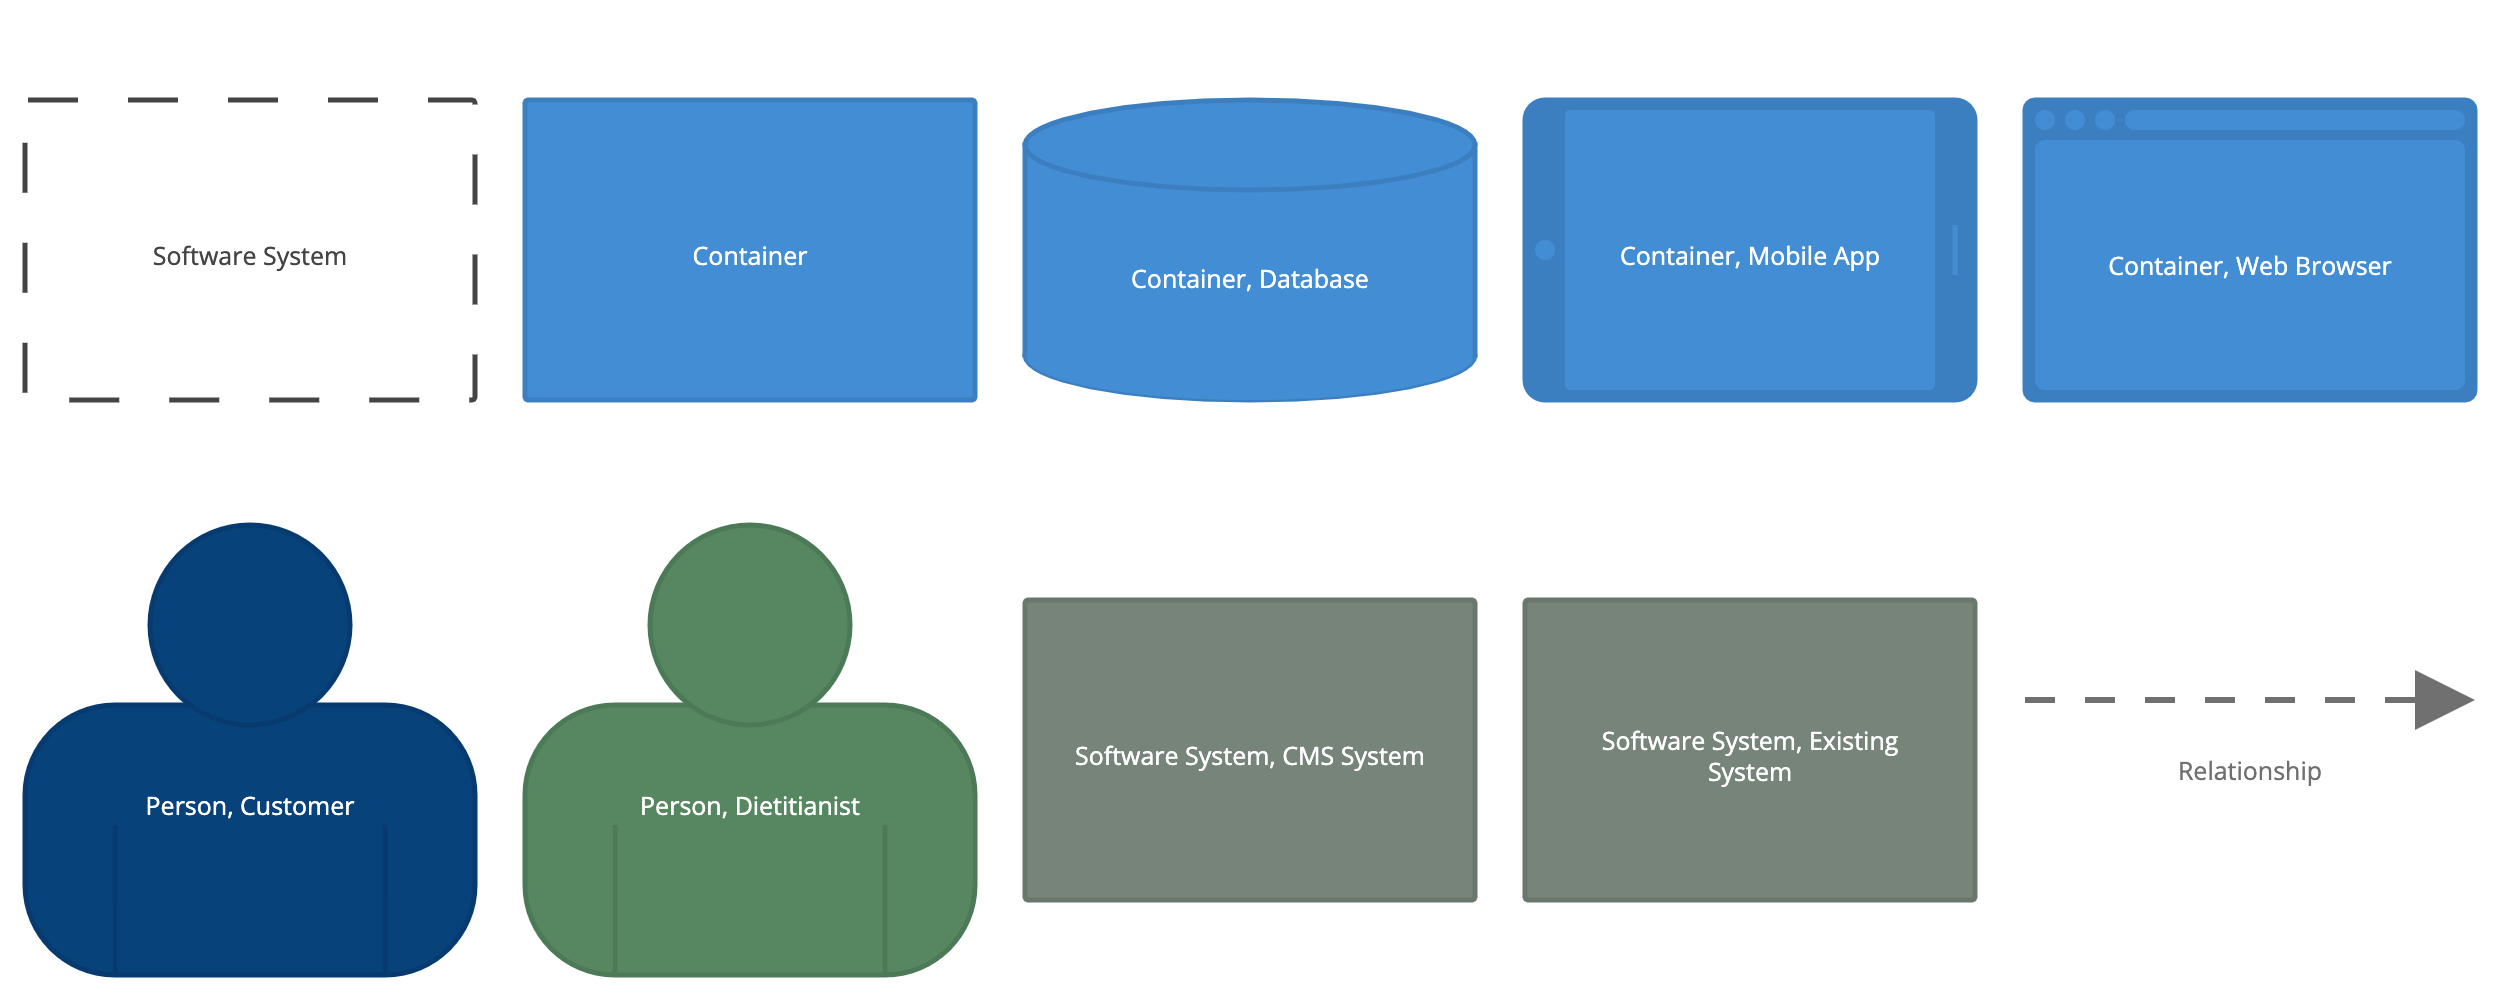 Software System
Container
Container, Database
Container, Mobile App
Container, Web Browser
Person, Customer
Person, Dietitianist
Software System, CMS System
Software System, Existing
System
Relationship